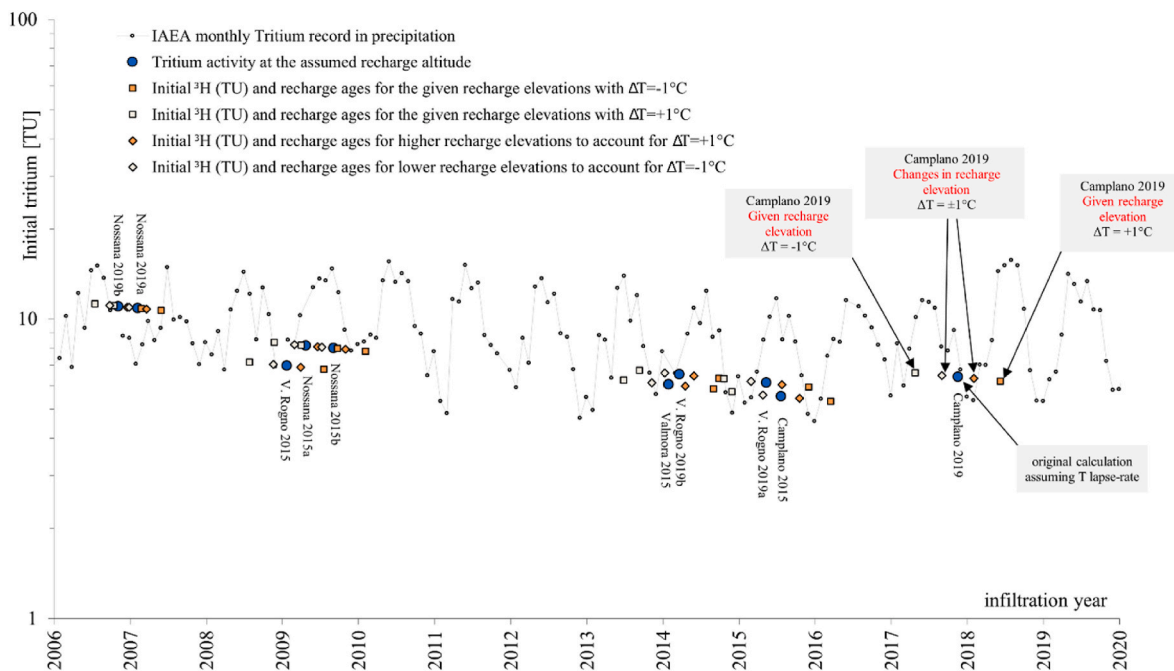 100
IAEA monthly Tritium record in precipitation
Tritium activity at the assumed recharge altitude
Initial ³H (TU) and recharge ages for the given recharge elevations with ΔT=-1°C
Initial ³H (TU) and recharge ages for the given recharge elevations with ΔT=+1°C
Initial ³H (TU) and recharge ages for higher recharge elevations to account for ΔT=+1°C
Initial ³H (TU) and recharge ages for lower recharge elevations to account for ΔT=-1°C
Initial tritium [TU]
10
1
Nossana 2019b
Nossana 2019a
V. Rogno 2015
Nossana 2015a
Nossana 2015b
Valmora 2015
V. Rogno 2019b
V. Rogno 2019a
Camplano 2015
Camplano 2019
Camplano 2019
Given recharge
elevation
ΔT = -1°C
Camplano 2019
Changes in recharge
elevation
ΔT = ±1°C
Camplano 2019
Given recharge
elevation
ΔT = +1°C
original calculation
assuming T lapse-rate
infiltration year
2006
2007
2008
2009
2010
2011
2012
2013
2014
2015
2016
2017
2018
2019
2020